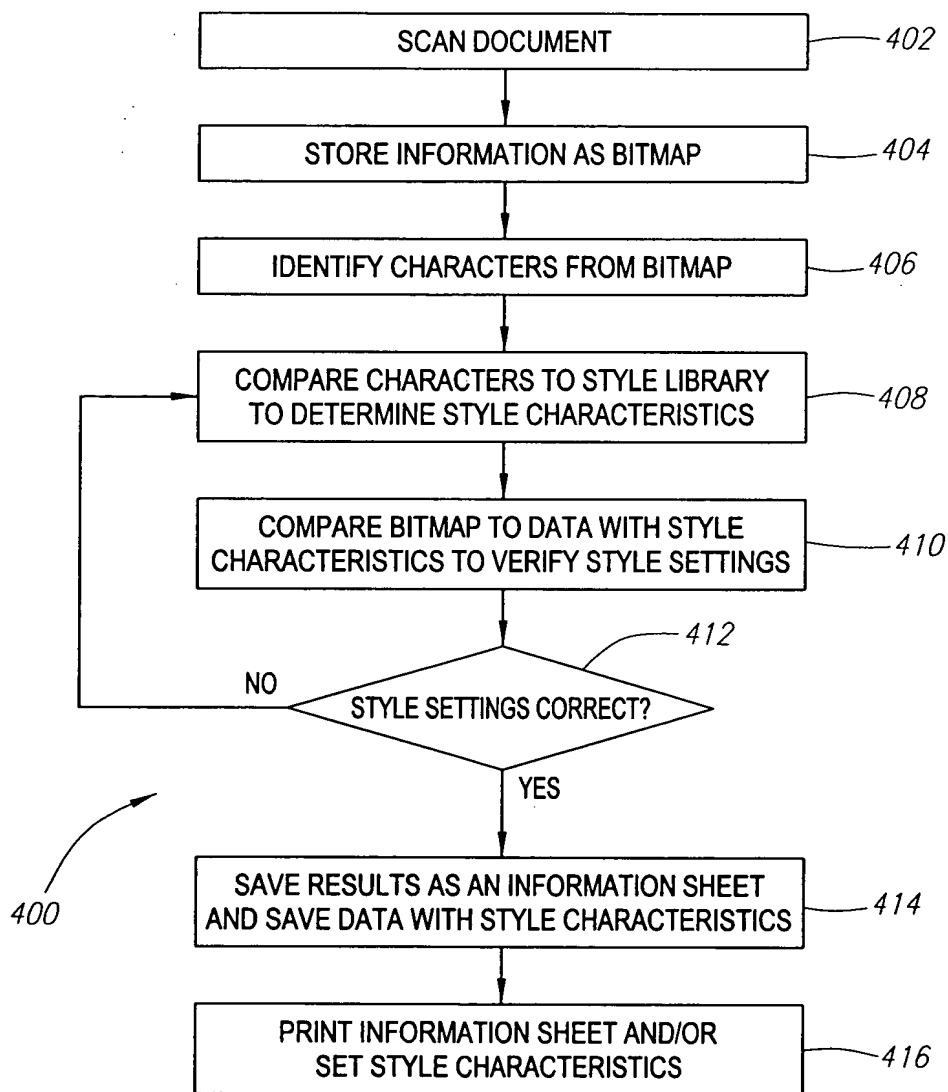 SCAN DOCUMENT
402
STORE INFORMATION AS BITMAP
404
IDENTIFY CHARACTERS FROM BITMAP
406
COMPARE CHARACTERS TO STYLE LIBRARY
TO DETERMINE STYLE CHARACTERISTICS
408
COMPARE BITMAP TO DATA WITH STYLE
CHARACTERISTICS TO VERIFY STYLE SETTINGS
410
412
NO
STYLE SETTINGS CORRECT?
YES
400
SAVE RESULTS AS AN INFORMATION SHEET
AND SAVE DATA WITH STYLE CHARACTERISTICS
414
PRINT INFORMATION SHEET AND/OR
SET STYLE CHARACTERISTICS
416